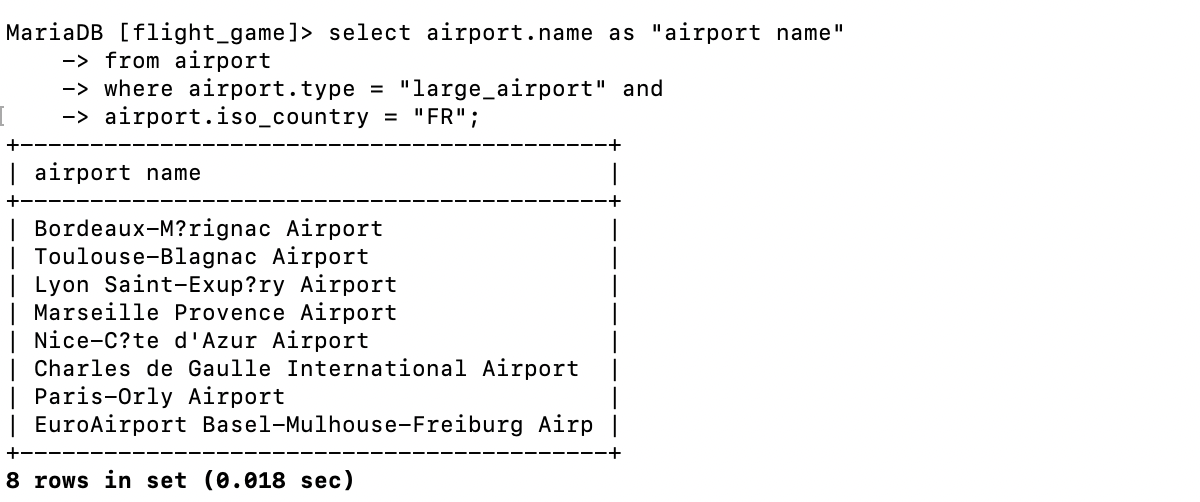 MariaDB [flight_game]> select airport.name as "airport name"
    -> from airport
    -> where airport.type = "large_airport" and
    -> airport.iso_country = "FR";
+------------------------------------------+
| airport name                             |
+------------------------------------------+
| Bordeaux-M?rignac Airport                |
| Toulouse-Blagnac Airport                 |
| Lyon Saint-Exup?ry Airport               |
| Marseille Provence Airport               |
| Nice-C?te d'Azur Airport                 |
| Charles de Gaulle International Airport  |
| Paris-Orly Airport                       |
| EuroAirport Basel-Mulhouse-Freiburg Airp |
+------------------------------------------+
8 rows in set (0.018 sec)